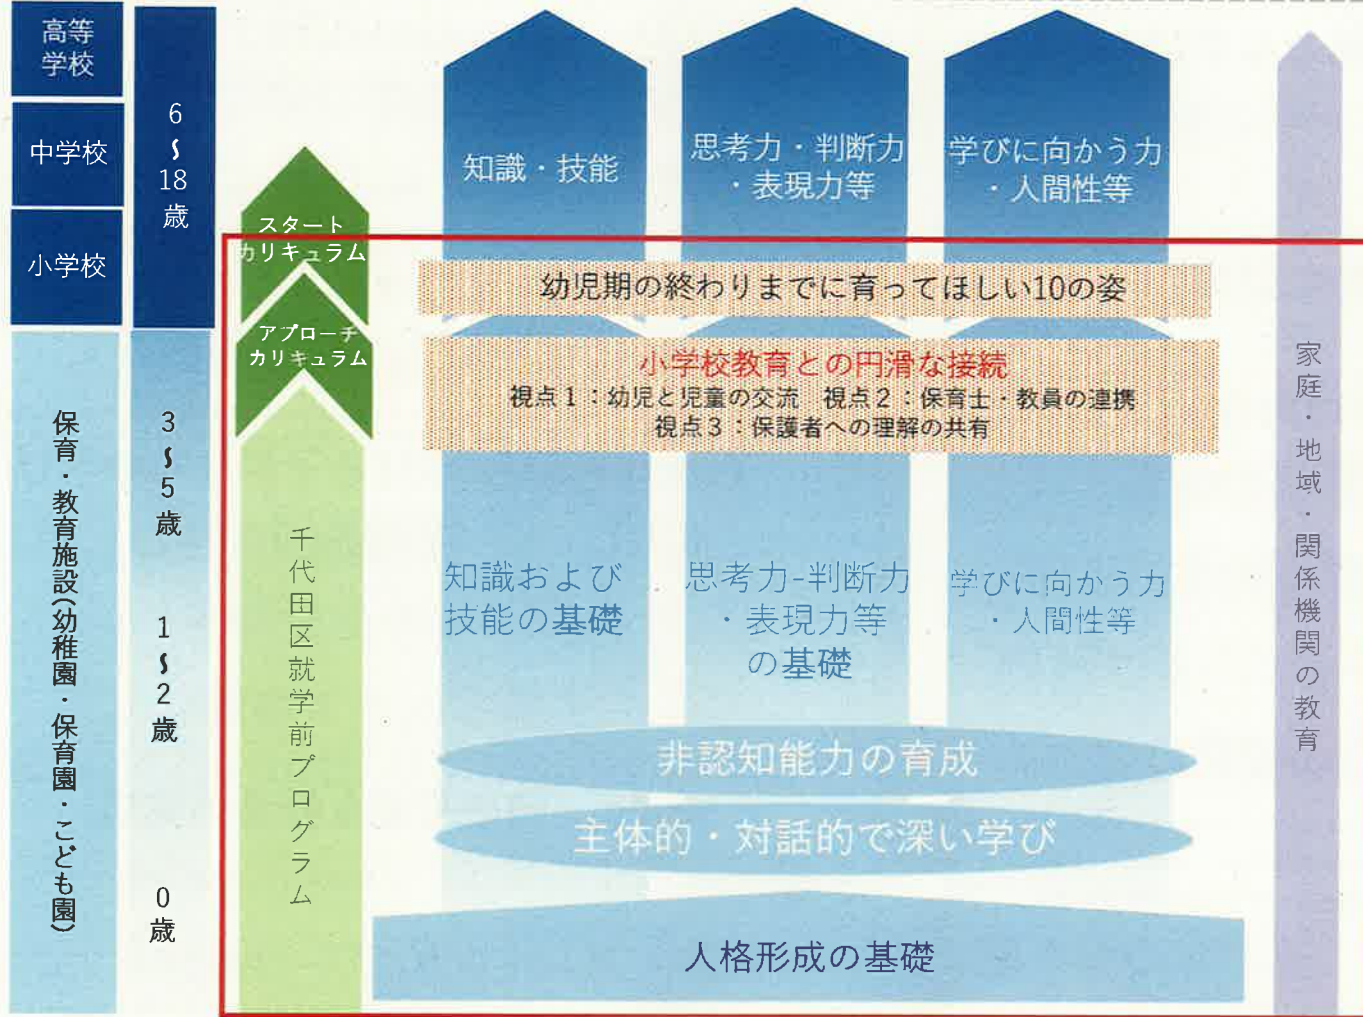 高等
学校
中学校
小学校
保育・教育施設(幼稚園・保育園・こども園)
6
〜
18
歳
3
〜
5
歳
1
〜
2
歳
0
歳
スタート
カリキュラム
アプローチ
カリキュラム
千代田区就学前プログラム
知識・技能
思考力・判断力
・表現力等
学びに向かう力
・人間性等
幼児期の終わりまでに育ってほしい10の姿
小学校教育との円滑な接続
視点1：幼児と児童の交流 視点2：保育士・教員の連携
視点3：保護者への理解の共有
知識および
技能の基礎
思考力-判断力
・表現力等
の基礎
学びに向かう力
・人間性等
非認知能力の育成
主体的・対話的で深い学び
人格形成の基礎
家庭・地域・関係機関の教育